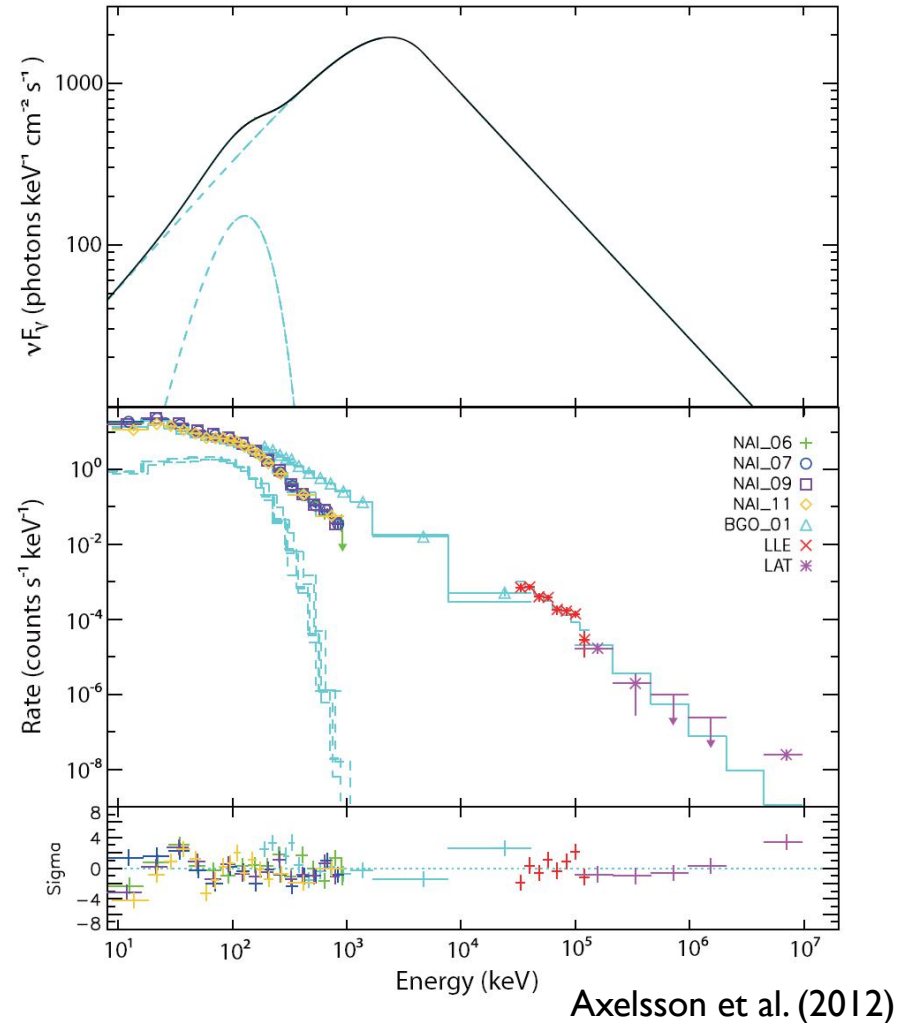 νFᵥ (photons keV⁻¹ cm⁻² s⁻¹)
1000
100
Rate (counts s⁻¹ keV⁻¹)
10⁰
10⁻²
10⁻⁴
10⁻⁶
10⁻⁸
NAI_06
NAI_07
NAI_09
NAI_11
BGO_01
LLE
LAT
Sigma
8
4
0
−4
−8
10¹ 10² 10³ 10⁴ 10⁵ 10⁶ 10⁷
Energy (keV)
Axelsson et al. (2012)